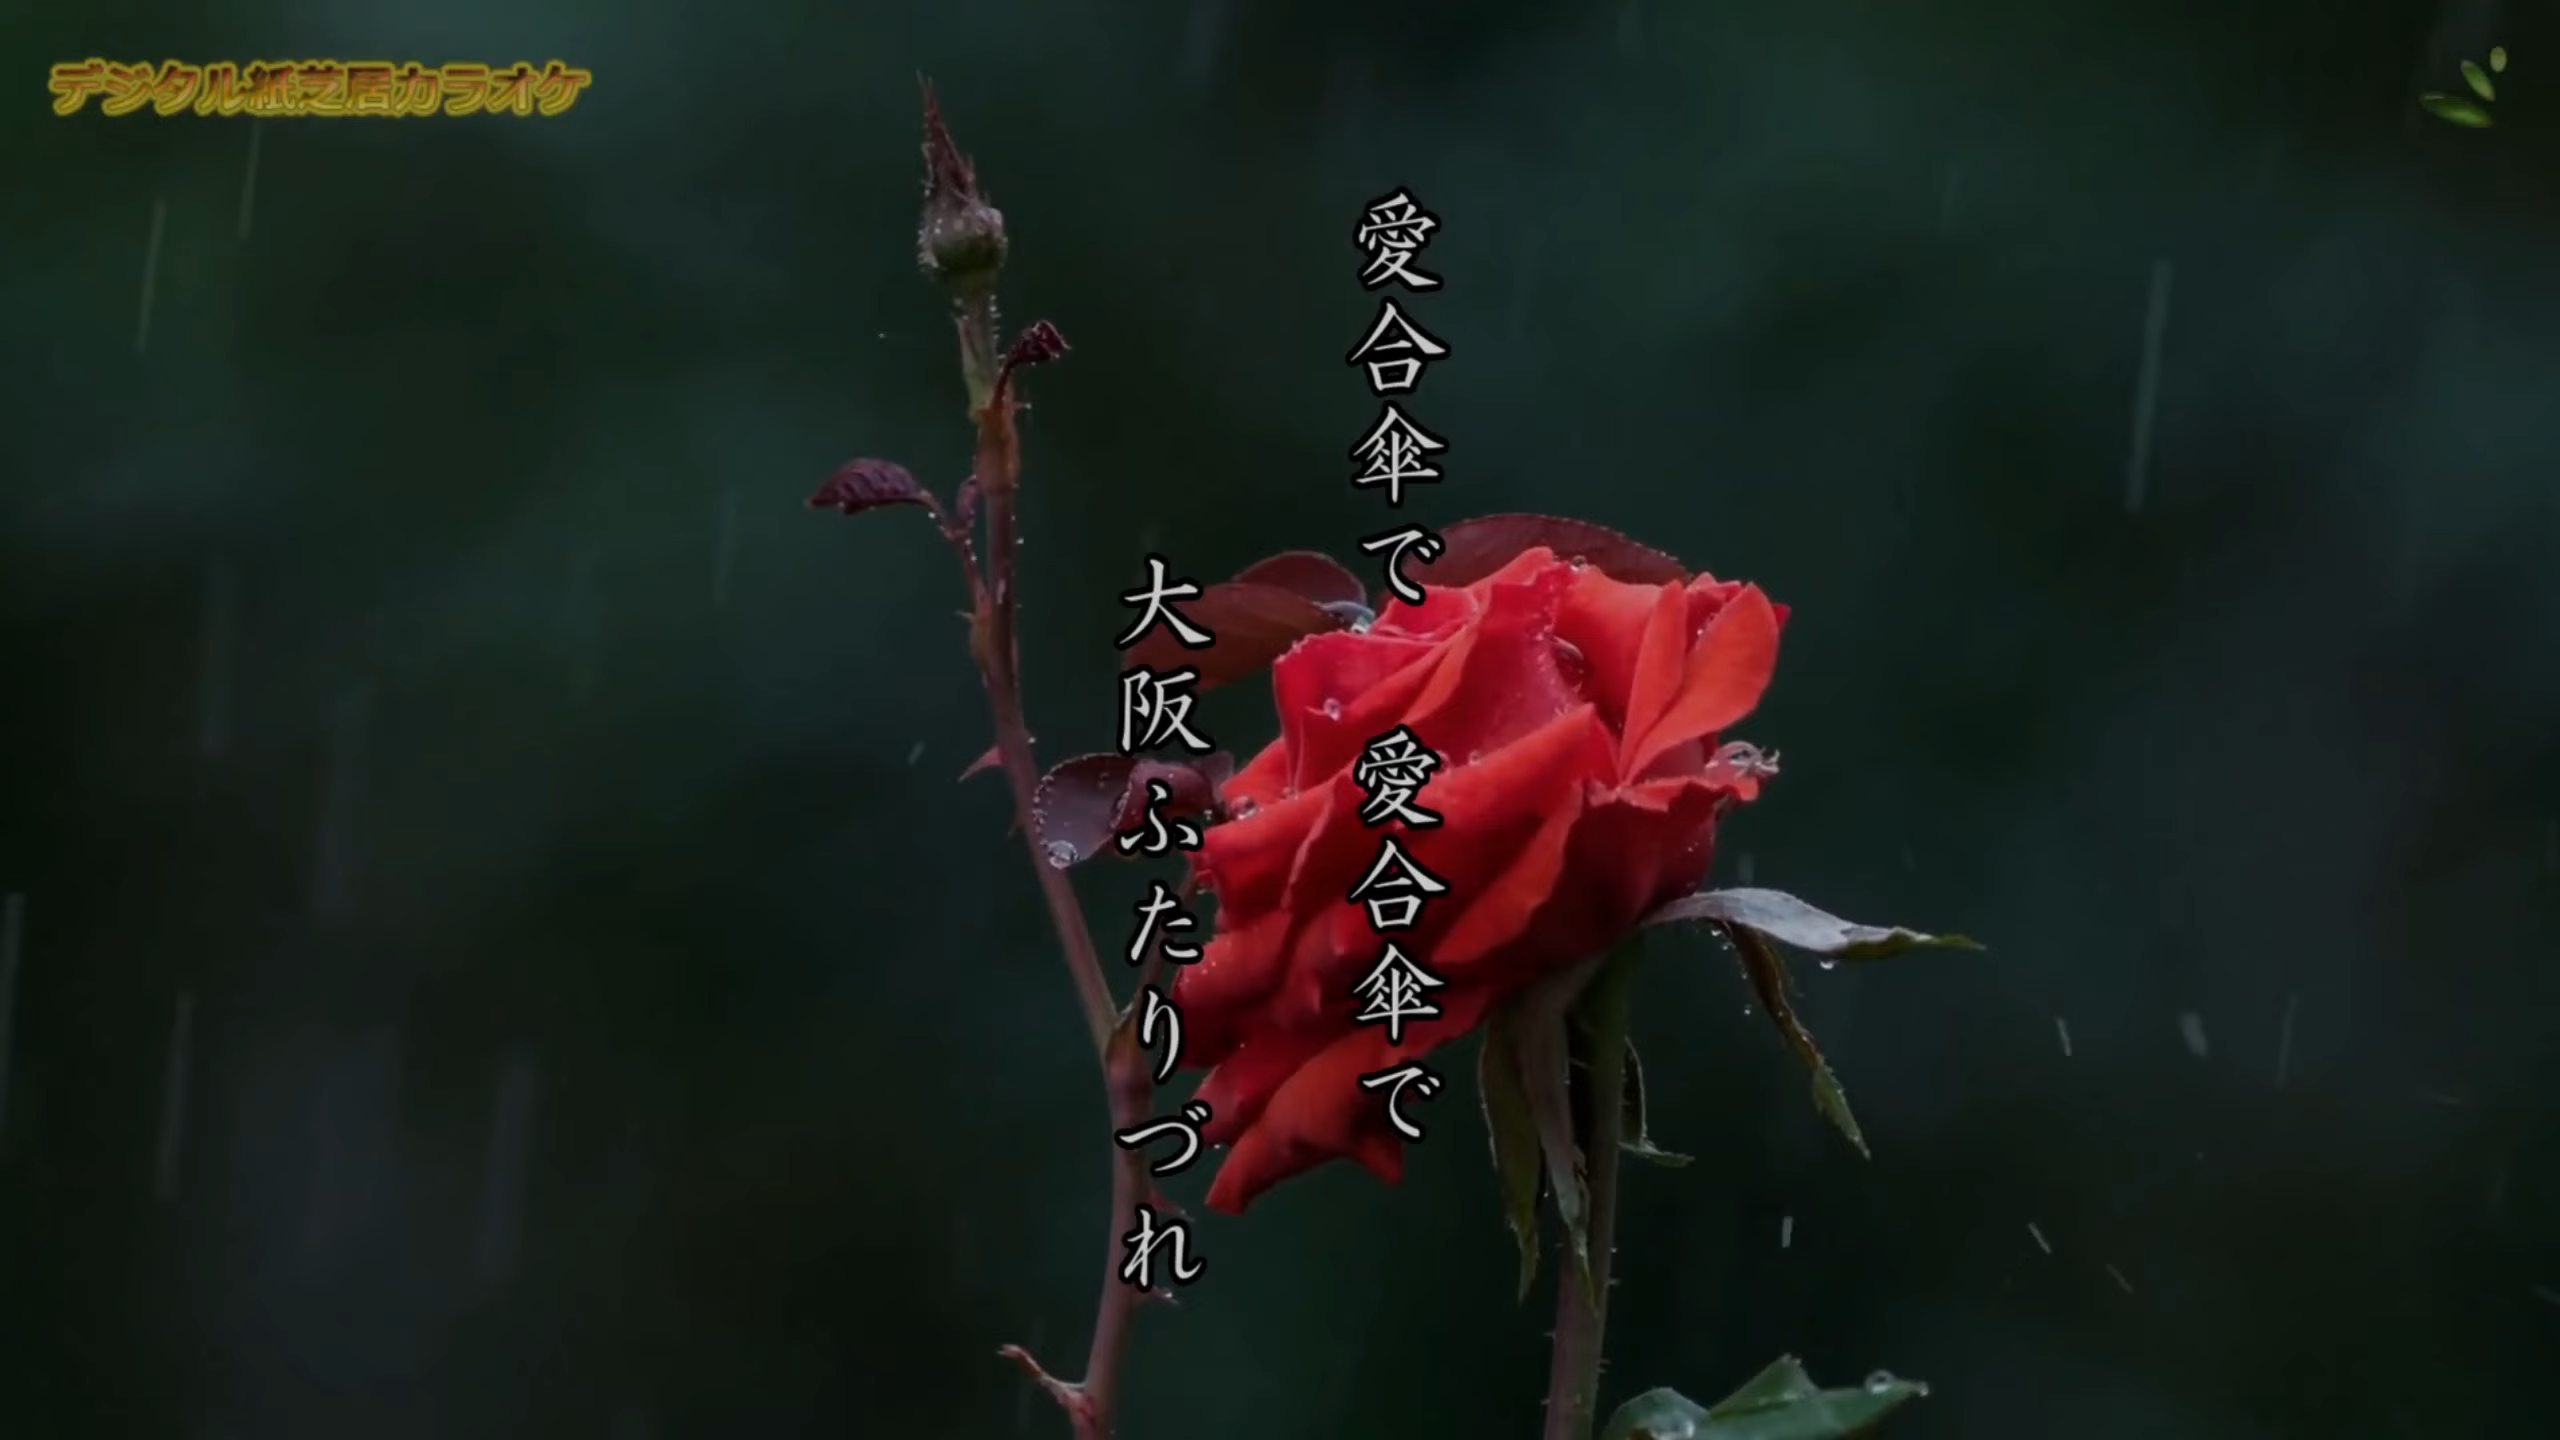 デジタル紙芝居カラオケ
愛合傘で　愛合傘で
大阪ふたりづれ